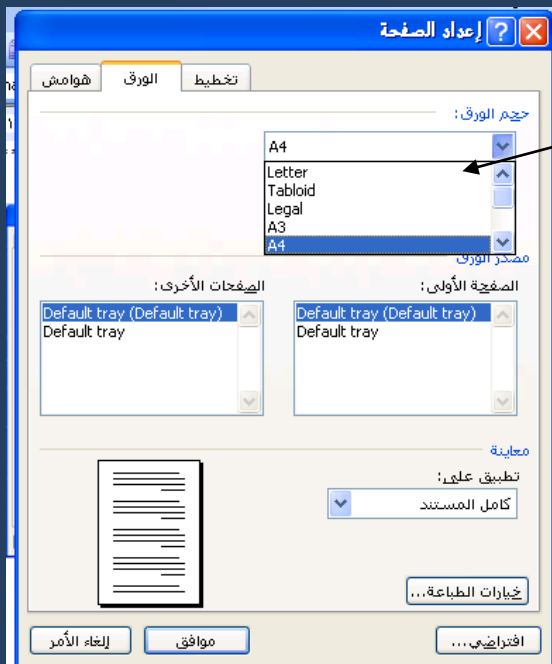 إعداد الصفحة
هوامش الورق تخطيط
حجم الورق:
A4
Letter
Tabloid
Legal
A3
A4
مصدر الورق
الصفحة الأولى:
Default tray (Default tray)
Default tray
الصفحات الأخرى:
Default tray (Default tray)
Default tray
معاينة
تطبيق على:
كامل المستند
خيارات الطباعة...
افتراضي... موافق إلغاء الأمر